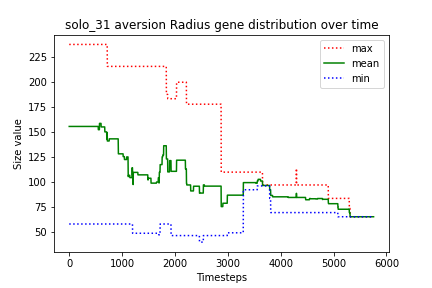 solo_31 aversion Radius gene distribution over time
max
mean
min
Size value
225
200
175
150
125
100
75
50
0
1000
2000
3000
4000
5000
6000
Timesteps